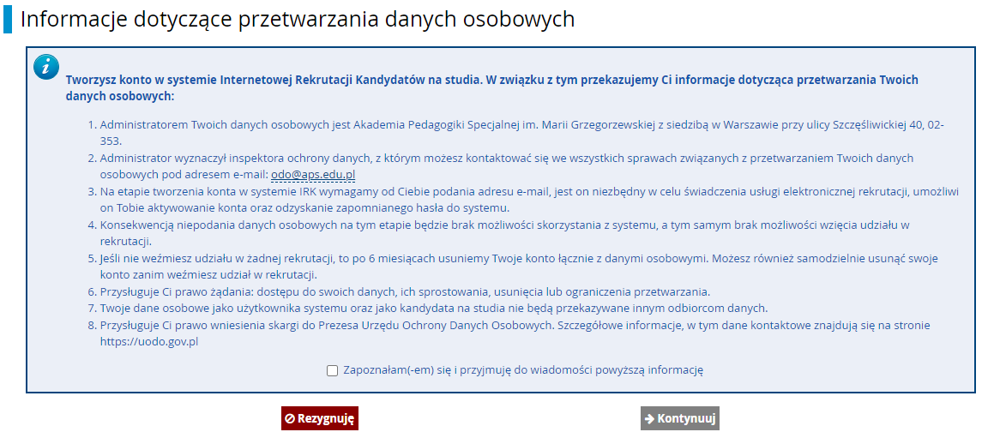 Informacje dotyczące przetwarzania danych osobowych
i
Tworzysz konto w systemie Internetowej Rekrutacji Kandydatów na studia. W związku z tym przekazujemy Ci informacje dotycząca przetwarzania Twoich
danych osobowych:
1. Administratorem Twoich danych osobowych jest Akademia Pedagogiki Specjalnej im. Marii Grzegorzewskiej z siedzibą w Warszawie przy ulicy Szczęśliwickiej 40, 02-
353.
2. Administrator wyznaczył inspektora ochrony danych, z którym możesz kontaktować się we wszystkich sprawach związanych z przetwarzaniem Twoich danych
osobowych pod adresem e-mail: odo@aps.edu.pl
3. Na etapie tworzenia konta w systemie IRK wymagamy od Ciebie podania adresu e-mail, jest on niezbędny w celu świadczenia usługi elektronicznej rekrutacji, umożliwi
on Tobie aktywowanie konta oraz odzyskanie zapomnianego hasła do systemu.
4. Konsekwencją niepodania danych osobowych na tym etapie będzie brak możliwości skorzystania z systemu, a tym samym brak możliwości wzięcia udziału w
rekrutacji.
5. Jeśli nie weźmiesz udziału w żadnej rekrutacji, to po 6 miesiącach usuniemy Twoje konto łącznie z danymi osobowymi. Możesz również samodzielnie usunąć swoje
konto zanim weźmiesz udział w rekrutacji.
6. Przysługuje Ci prawo żądania: dostępu do swoich danych, ich sprostowania, usunięcia lub ograniczenia przetwarzania.
7. Twoje dane osobowe jako użytkownika systemu oraz jako kandydata na studia nie będą przekazywane innym odbiorcom danych.
8. Przysługuje Ci prawo wniesienia skargi do Prezesa Urzędu Ochrony Danych Osobowych. Szczegółowe informacje, w tym dane kontaktowe znajdują się na stronie
https://uodo.gov.pl
Zapoznałam(-em) się i przyjmuję do wiadomości powyższą informację
Rezygnuję
Kontynuuj